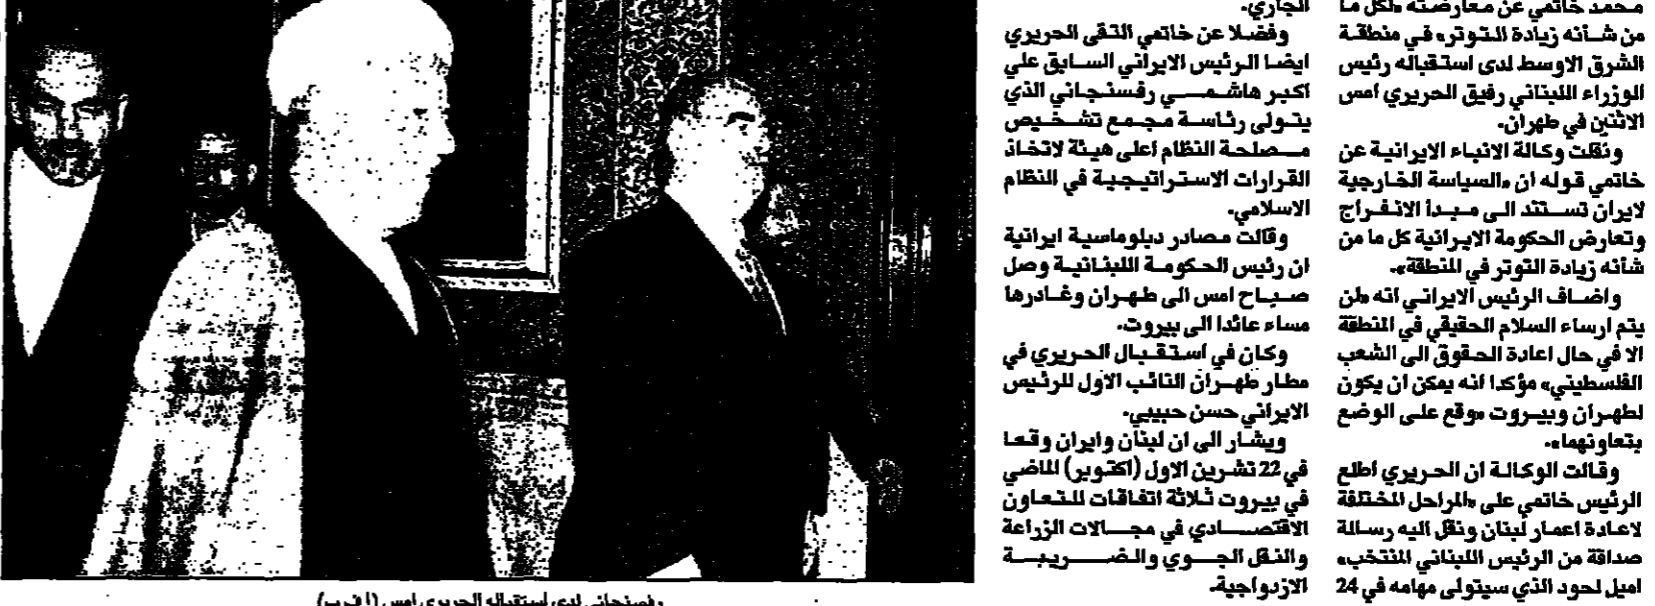 محمد خاتمي عن معارضته «لكل ما
من شأنه زيادة التوتر» في منطقة
الشرق الاوسط لدى استقباله رئيس
الوزراء اللبناني رفيق الحريري امس
الاثنين في طهران.
ونقلت وكالة الانباء الايرانية عن
خاتمي قوله ان «السياسة الخارجية
لايران تستند الى مبدأ الانفراج
وتعارض الحكومة الايرانية كل ما من
شأنه زيادة التوتر في المنطقة».
واضاف الرئيس الايراني انه «لن
يتم ارساء السلام الحقيقي في المنطقة
الا في حال اعادة الحقوق الى الشعب
الفلسطيني» مؤكدا انه يمكن ان يكون
لطهران وبيروت «وقع على الوضع
بتعاونهما».
وقالت الوكالة ان الحريري اطلع
الرئيس خاتمي على «المراحل المختلفة
لاعادة اعمار لبنان ونقل اليه رسالة
صداقة من الرئيس اللبناني المنتخب»
اميل لحود الذي سيتولى مهامه في 24
الجاري.
وفضلا عن خاتمي التقى الحريري
ايضا الرئيس الايراني السابق علي
اكبر هاشمي رفسنجاني الذي
يتولى رئاسة مجمع تشخيص
مصلحة النظام اعلى هيئة لاتخاذ
القرارات الاستراتيجية في النظام
الاسلامي.
وقالت مصادر دبلوماسية ايرانية
ان رئيس الحكومة اللبنانية وصل
صباح امس الى طهران وغادرها
مساء عائدا الى بيروت.
وكان في استقبال الحريري في
مطار طهران النائب الاول للرئيس
الايراني حسن حبيبي.
ويشار الى ان لبنان وايران وقعا
في 22 تشرين الاول (اكتوبر) الماضي
في بيروت ثلاثة اتفاقات للتعاون
الاقتصادي في مجالات الزراعة
والنقل الجوي والضريبة
الازدواجية.
رفسنجاني لدى استقباله الحريري امس (ا ف ب)